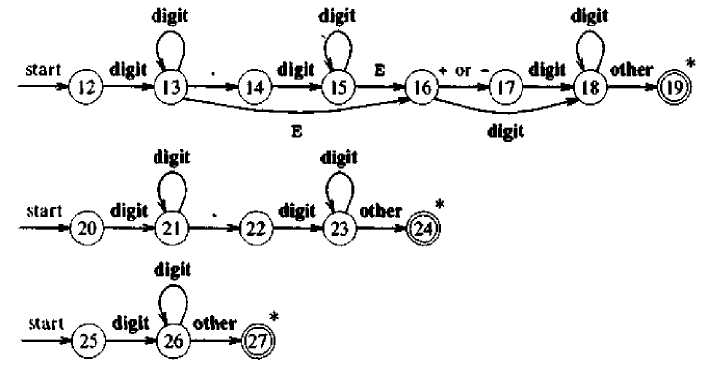 digit digit digit
start digit . digit E + or - digit other *
12 13 14 15 16 17 18 19
E digit
digit digit
start digit . digit other *
20 21 22 23 24
digit
start digit other *
25 26 27